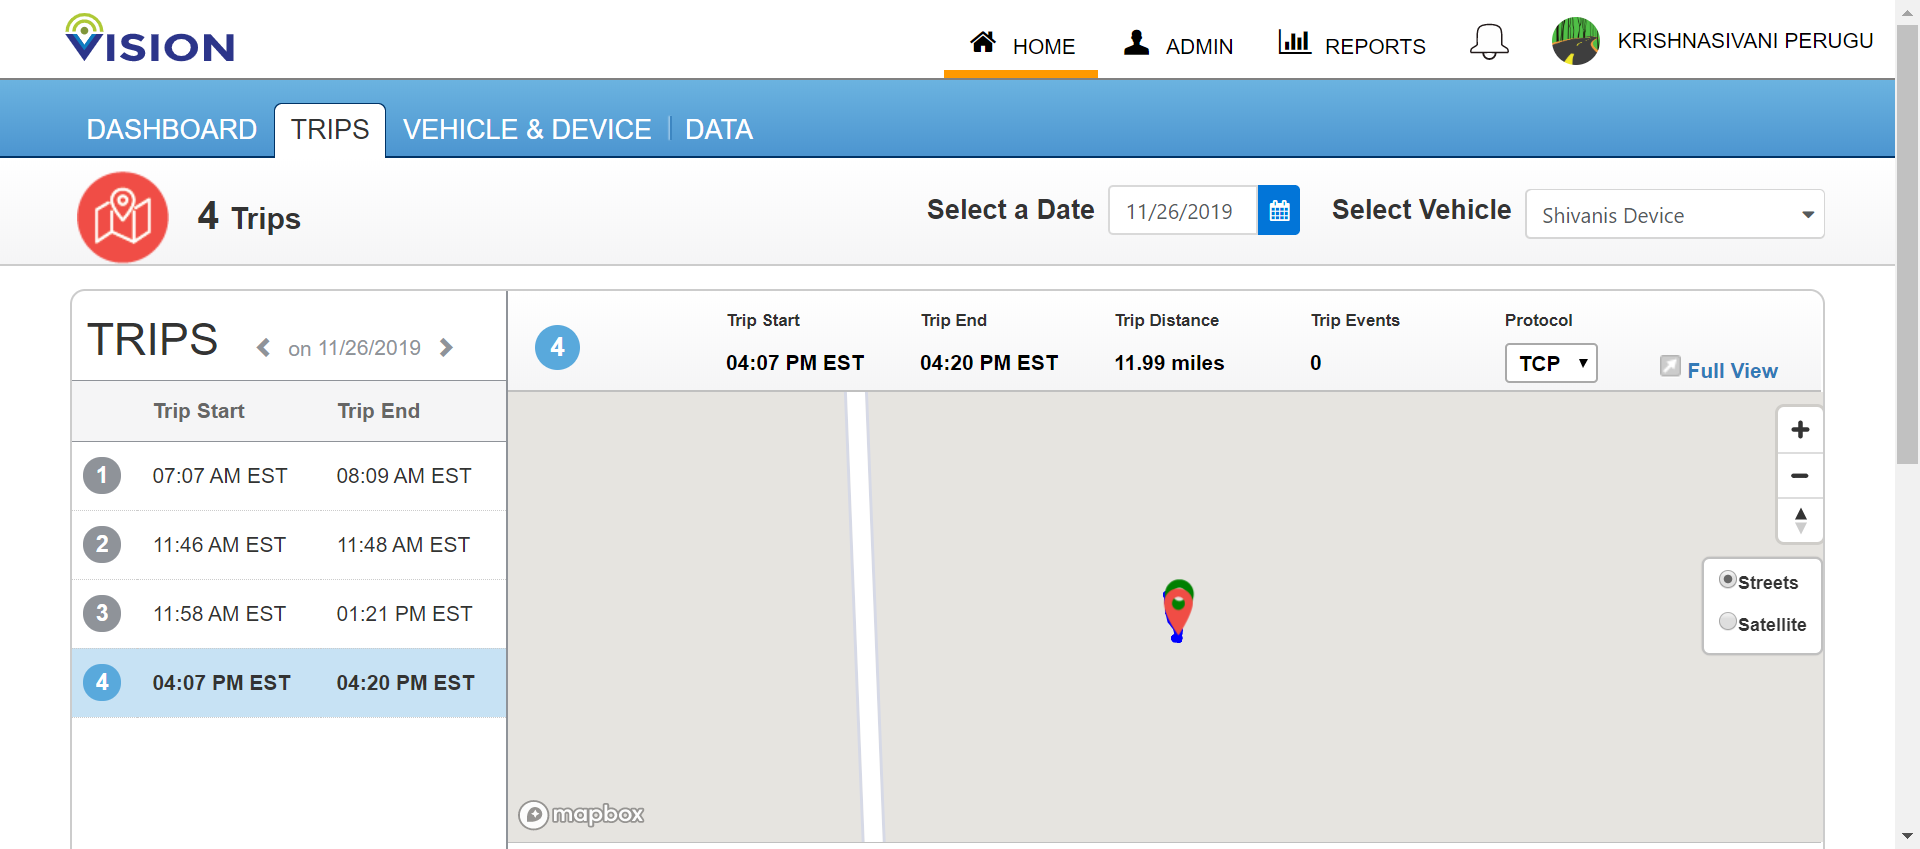 VISION
HOME
ADMIN
REPORTS
KRISHNASIVANI PERUGU
DASHBOARD
TRIPS
VEHICLE & DEVICE
DATA
4 Trips
Select a Date
11/26/2019
Select Vehicle
Shivanis Device
TRIPS
on 11/26/2019
Trip Start Trip End
1 07:07 AM EST 08:09 AM EST
2 11:46 AM EST 11:48 AM EST
3 11:58 AM EST 01:21 PM EST
4 04:07 PM EST 04:20 PM EST
4
Trip Start Trip End Trip Distance Trip Events Protocol
04:07 PM EST 04:20 PM EST 11.99 miles 0 TCP
Full View
+
−
Streets
Satellite
mapbox